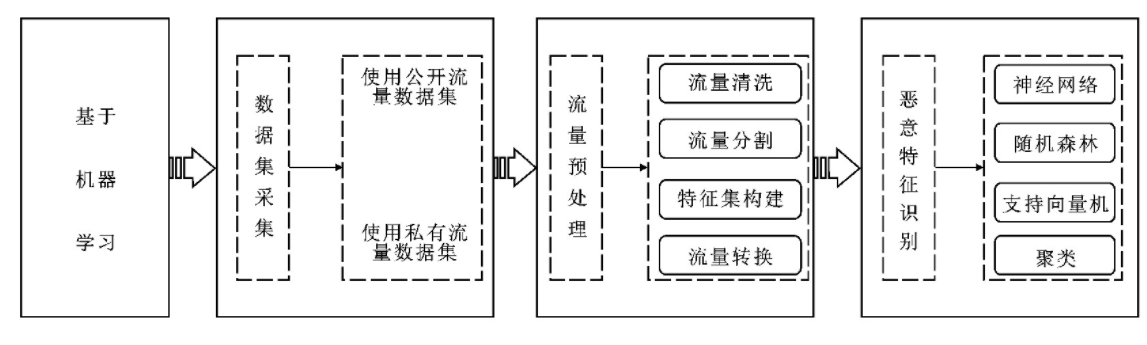 基于
机器
学习
数据集采集
使用公开流
量数据集
使用私有流
量数据集
流量预处理
流量清洗
流量分割
特征集构建
流量转换
恶意特征识别
神经网络
随机森林
支持向量机
聚类